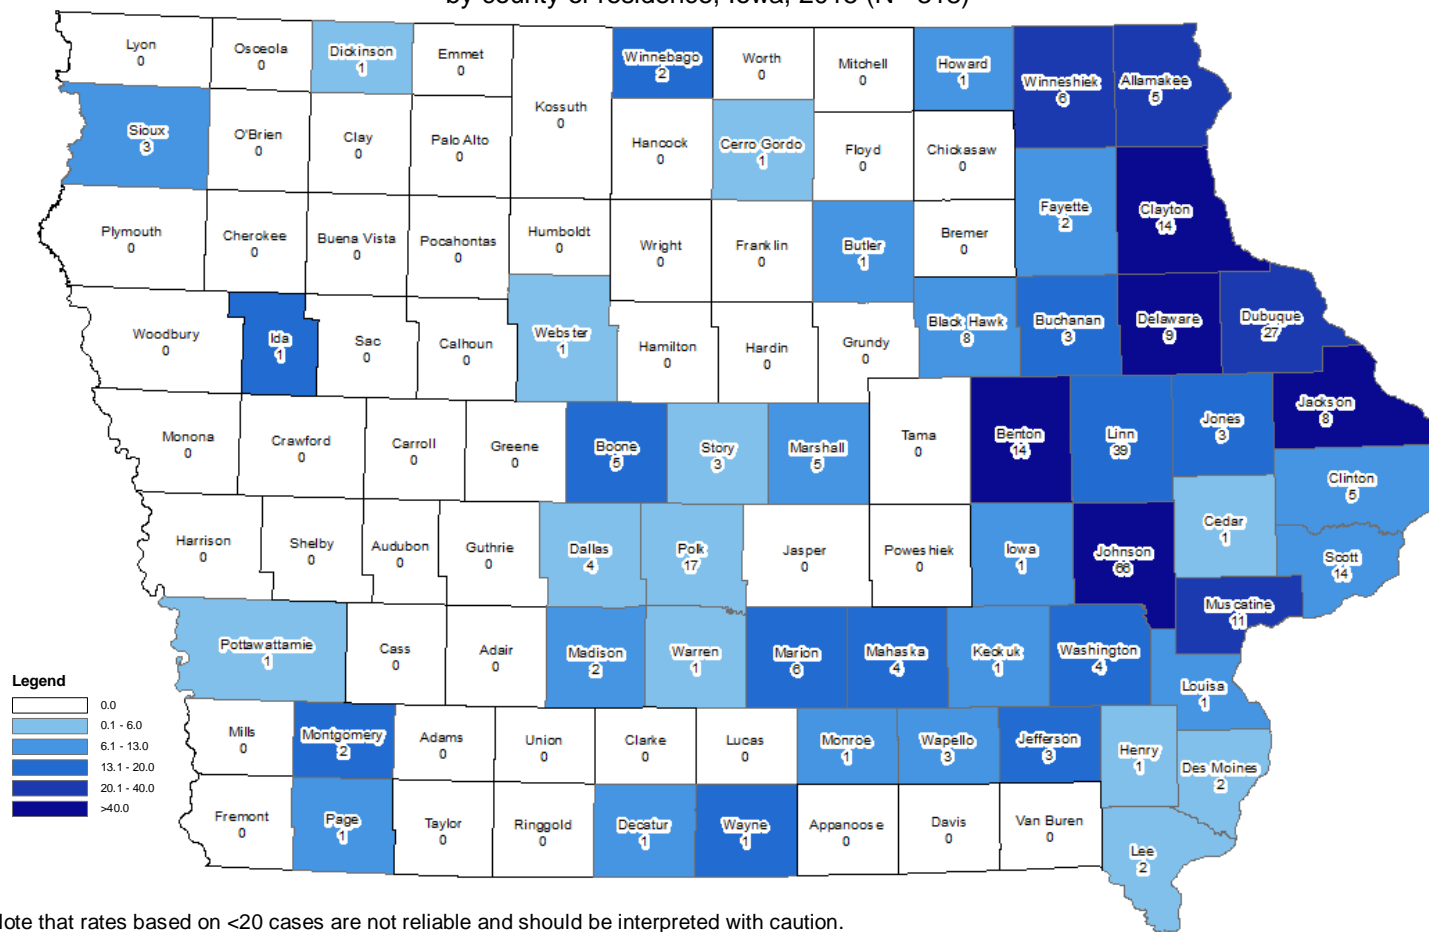 Lyon
0
Osceola
0
Dickinson
1
Emmet
0
Kossuth
0
Winnebago
2
Worth
0
Mitchell
0
Howard
1
Winneshiek
6
Allamakee
5
Sioux
3
O'Brien
0
Clay
0
Palo Alto
0
Hancock
0
Cerro Gordo
1
Floyd
0
Chickasaw
0
Plymouth
0
Cherokee
0
Buena Vista
0
Pocahontas
0
Humboldt
0
Wright
0
Franklin
0
Butler
1
Bremer
0
Fayette
2
Clayton
14
Woodbury
0
Ida
1
Sac
0
Calhoun
0
Webster
1
Hamilton
0
Hardin
0
Grundy
0
Black Hawk
8
Buchanan
3
Delaware
9
Dubuque
27
Monona
0
Crawford
0
Carroll
0
Greene
0
Boone
5
Story
3
Marshall
5
Tama
0
Benton
14
Linn
39
Jones
3
Jackson
8
Clinton
5
Harrison
0
Shelby
0
Audubon
0
Guthrie
0
Dallas
4
Polk
17
Jasper
0
Poweshiek
0
Iowa
1
Johnson
66
Cedar
1
Scott
14
Muscatine
11
Pottawattamie
1
Cass
0
Adair
0
Madison
2
Warren
1
Marion
6
Mahaska
4
Keokuk
1
Washington
4
Louisa
1
Mills
0
Montgomery
2
Adams
0
Union
0
Clarke
0
Lucas
0
Monroe
1
Wapello
3
Jefferson
3
Henry
1
Des Moines
2
Fremont
0
Page
1
Taylor
0
Ringgold
0
Decatur
1
Wayne
1
Appanoose
0
Davis
0
Van Buren
0
Lee
2
Legend
0.0
0.1 - 6.0
6.1 - 13.0
13.1 - 20.0
20.1 - 40.0
>40.0
that rates based on <20 cases are not reliable and should be interpreted with caution.